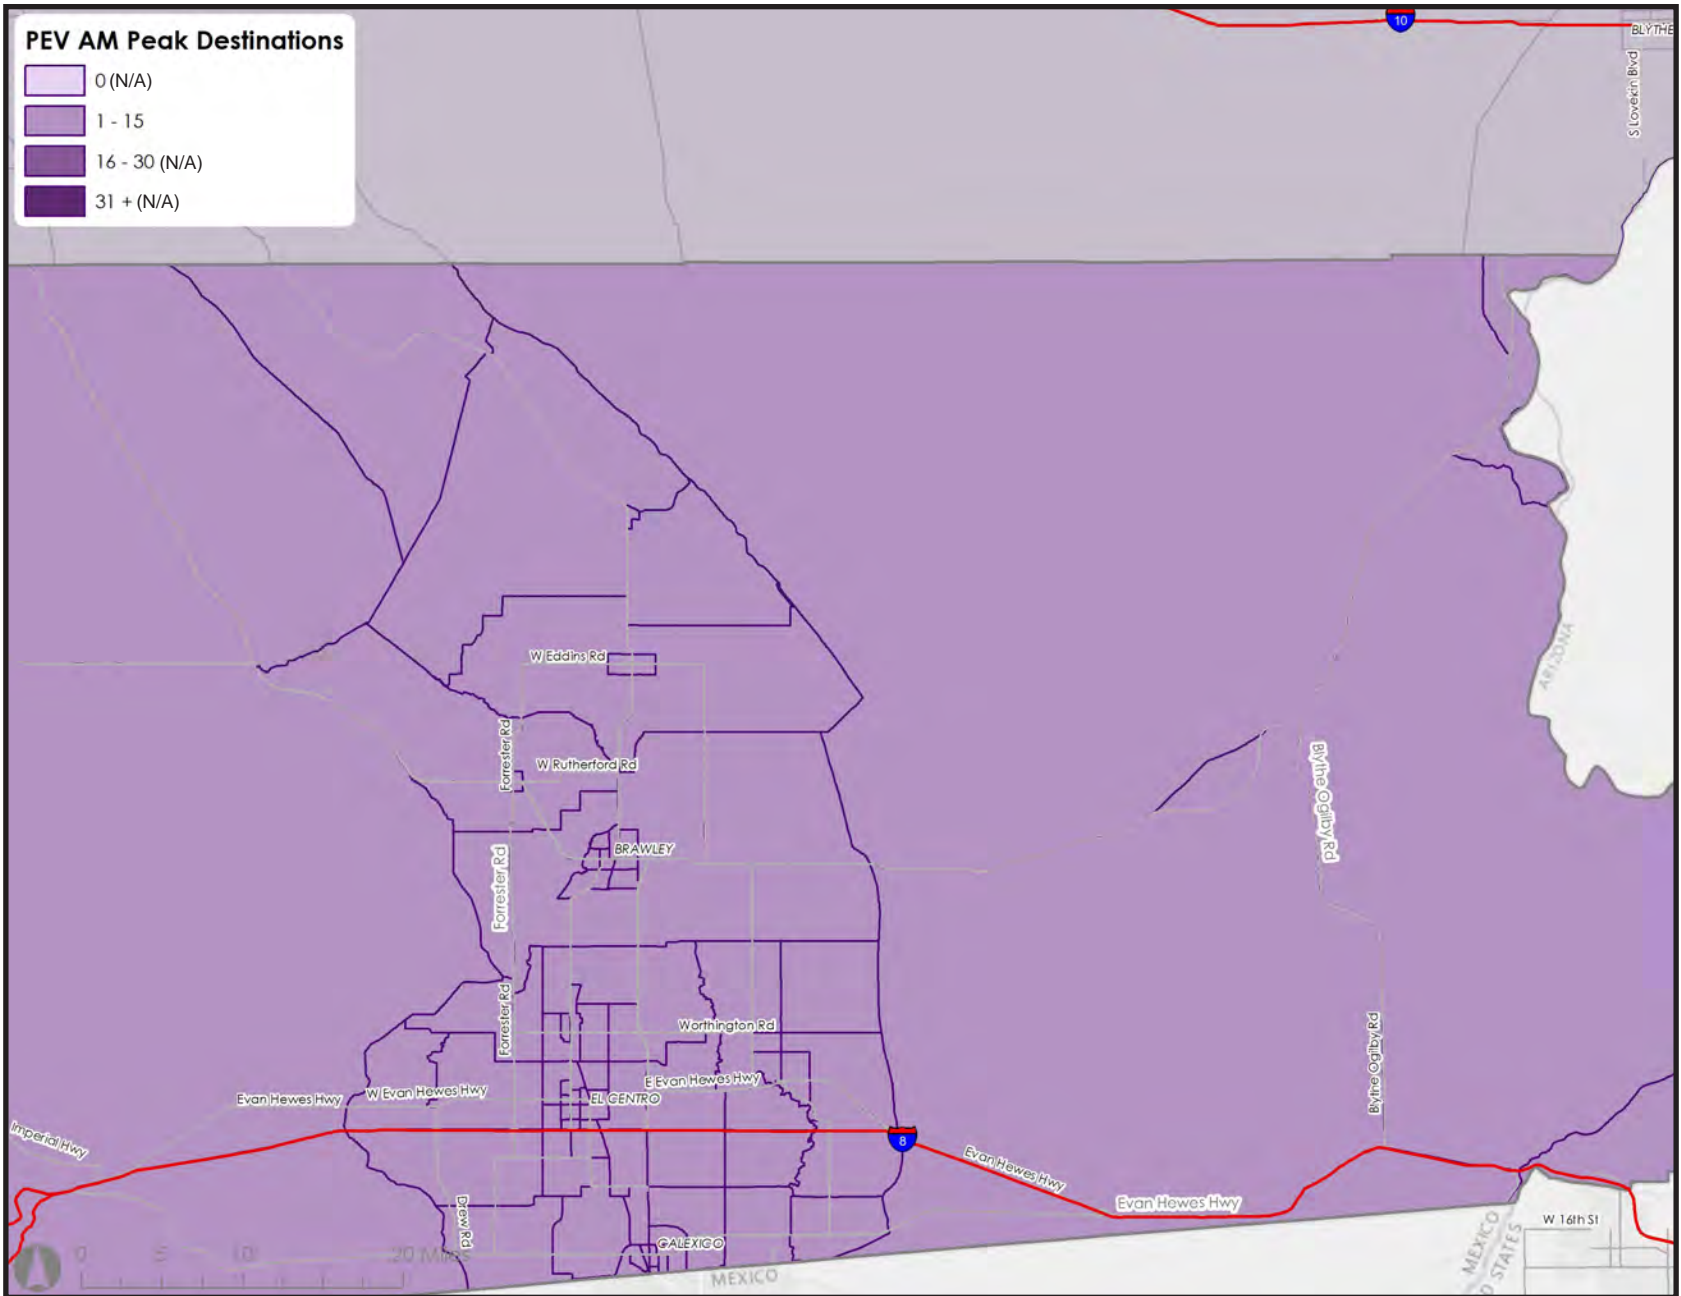 PEV AM Peak Destinations
0 (N/A)
1 - 15
16 - 30 (N/A)
31 + (N/A)
10
BLYTHE
S Lovekin Blvd
ARIZONA
W Eddins Rd
Forrester Rd
W Rutherford Rd
Blythe Ogilby Rd
BRAWLEY
Forrester Rd
Forrester Rd
Worthington Rd
Blythe Ogilby Rd
E Evan Hewes Hwy
W Evan Hewes Hwy
Evan Hewes Hwy
EL CENTRO
Imperial Hwy
8
Evan Hewes Hwy
Evan Hewes Hwy
Drew Rd
W 16th St
CALEXICO
MEXICO
MEXICO
D STATES
0 5 10 20 Miles